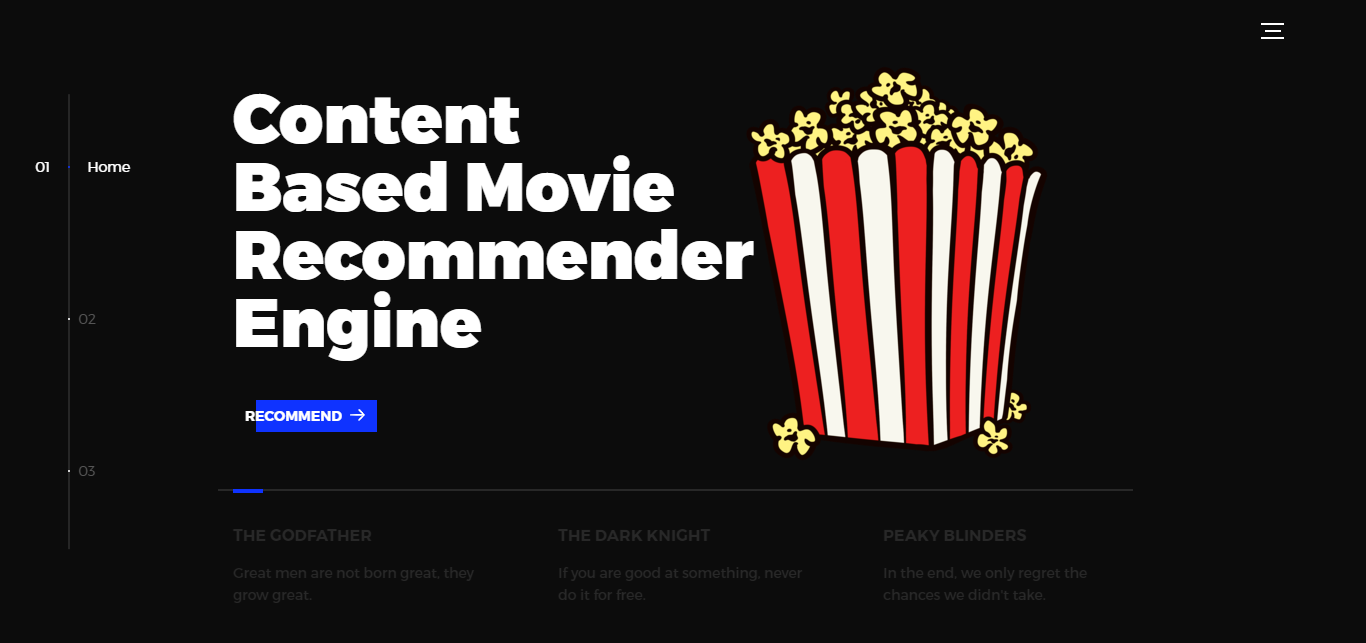 Content
Based Movie
Recommender
Engine
01 Home
02
RECOMMEND →
03
THE GODFATHER
Great men are not born great, they
grow great.
THE DARK KNIGHT
If you are good at something, never
do it for free.
PEAKY BLINDERS
In the end, we only regret the
chances we didn't take.